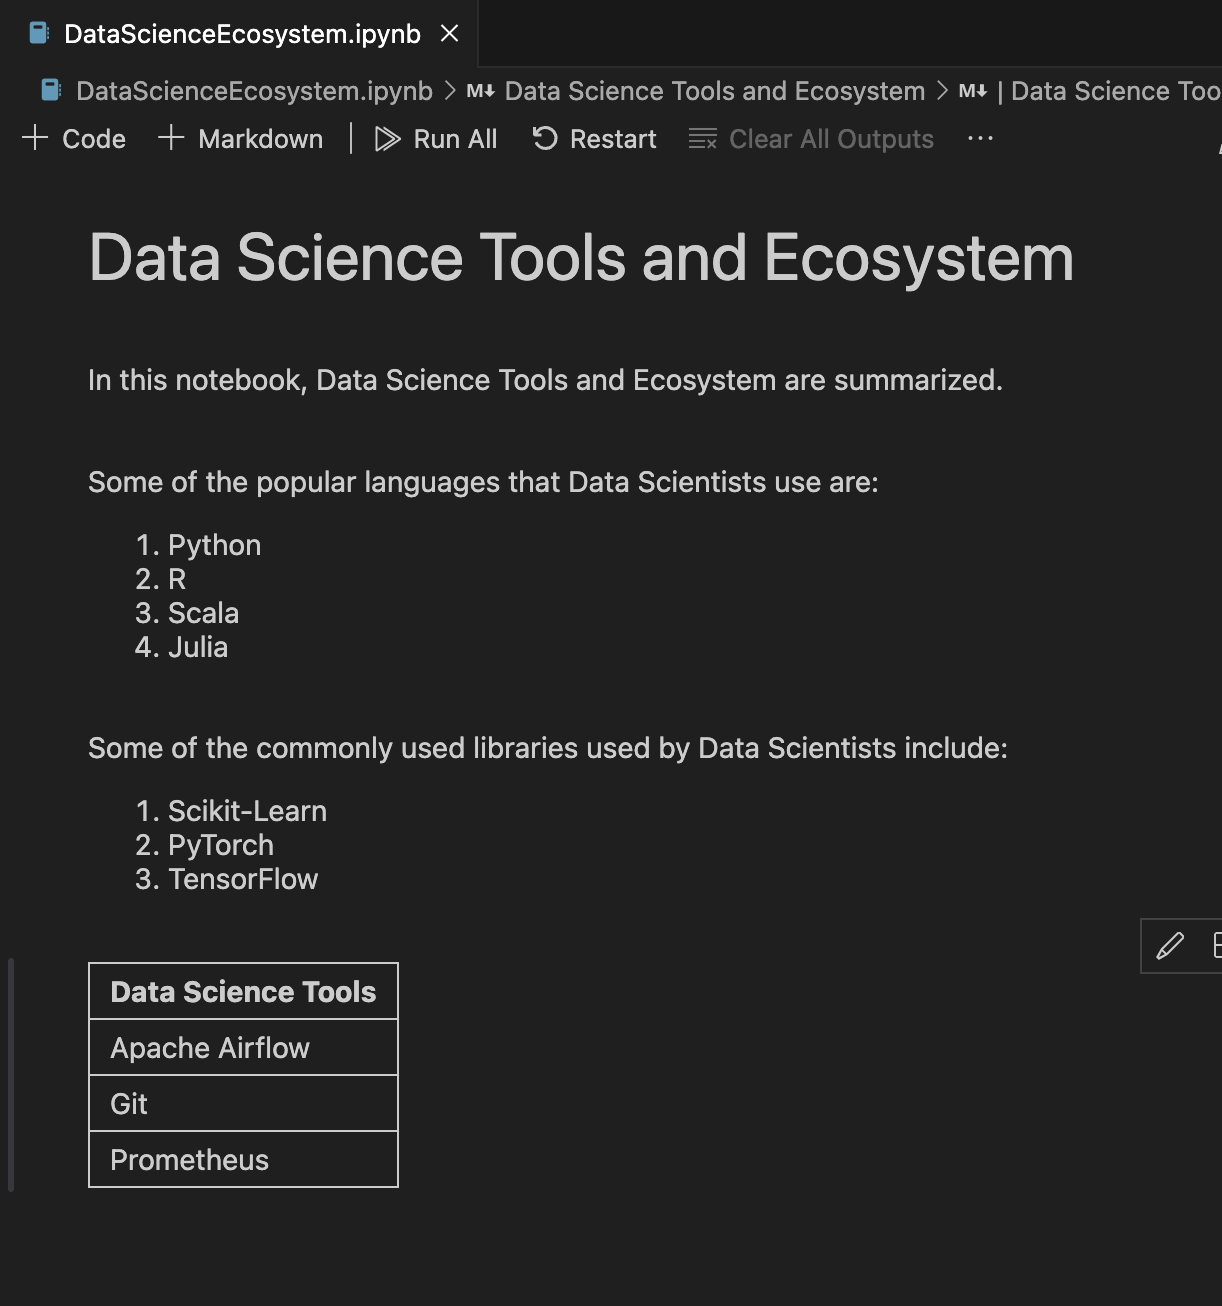 DataScienceEcosystem.ipynb
DataScienceEcosystem.ipynb > M↓ Data Science Tools and Ecosystem > M↓ | Data Science Too
+ Code + Markdown | Run All Restart Clear All Outputs ···
Data Science Tools and Ecosystem
In this notebook, Data Science Tools and Ecosystem are summarized.
Some of the popular languages that Data Scientists use are:
1. Python
2. R
3. Scala
4. Julia
Some of the commonly used libraries used by Data Scientists include:
1. Scikit-Learn
2. PyTorch
3. TensorFlow
Data Science Tools
Apache Airflow
Git
Prometheus